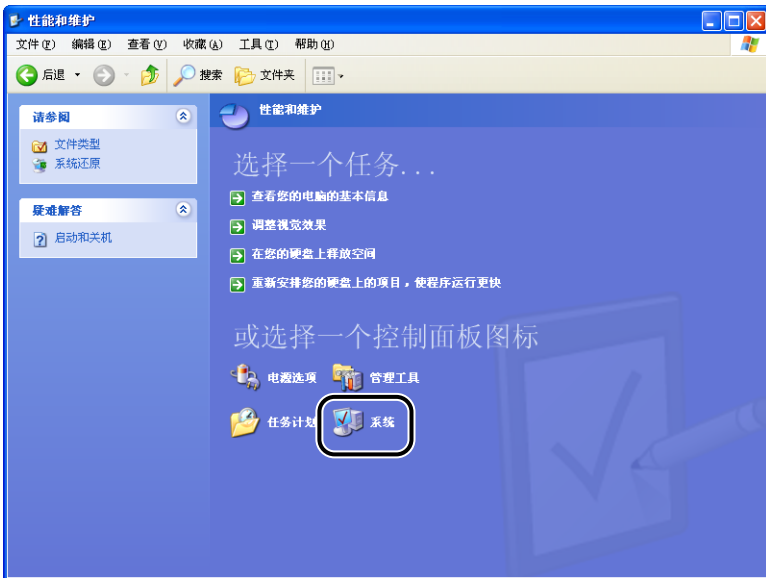 性能和维护
文件(F) 编辑(E) 查看(V) 收藏(A) 工具(T) 帮助(H)
后退 搜索 文件夹
请参阅
文件类型
系统还原
疑难解答
启动和关机
性能和维护
选择一个任务...
查看您的电脑的基本信息
调整视觉效果
在您的硬盘上释放空间
重新安排您的硬盘上的项目，使程序运行更快
或选择一个控制面板图标
电源选项 管理工具
任务计划 系统